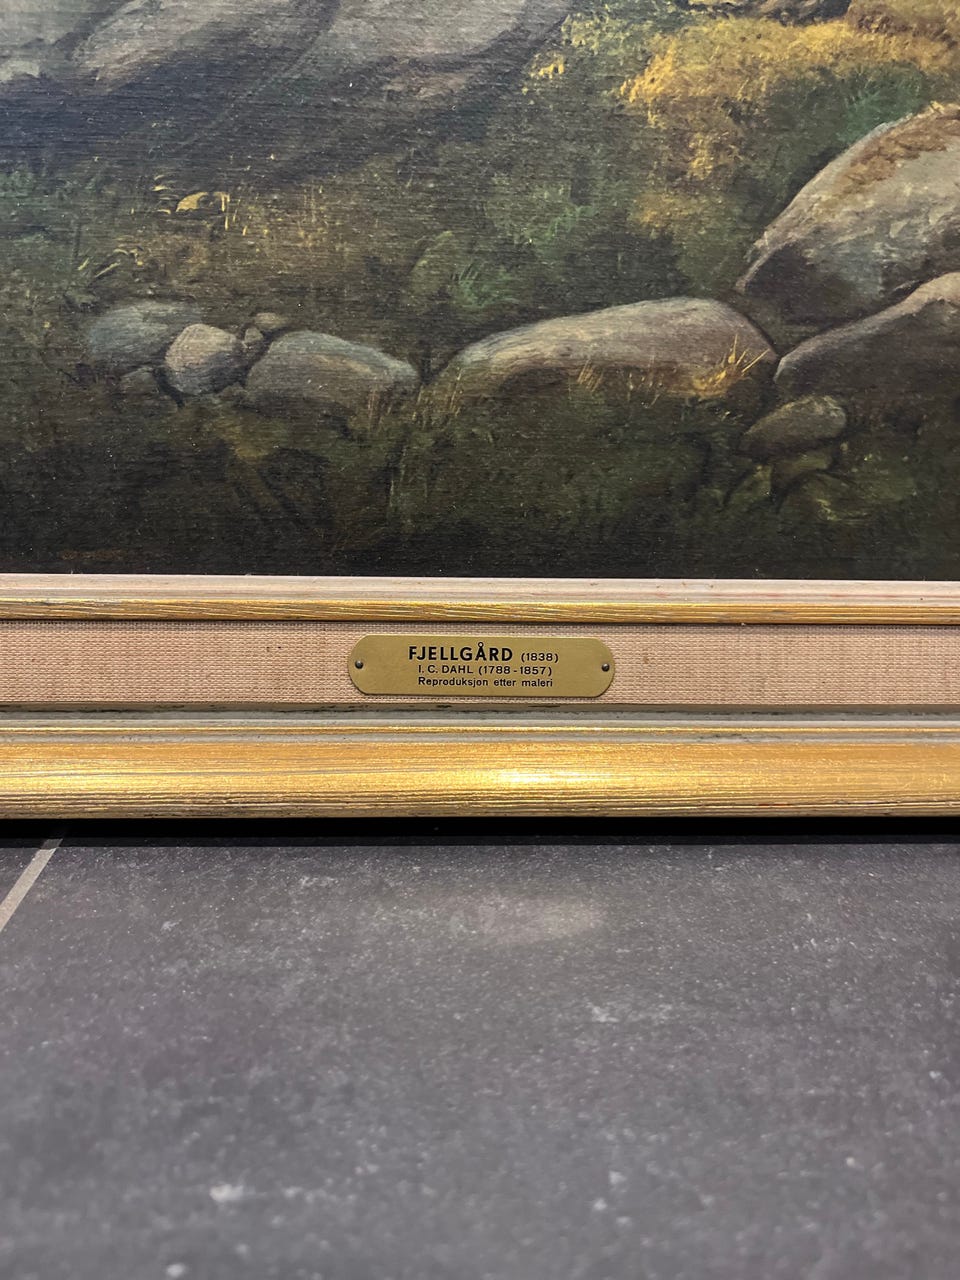 FJELLGÅRD (1838)
I. C. DAHL (1788-1857)
Reproduksjon etter maleri